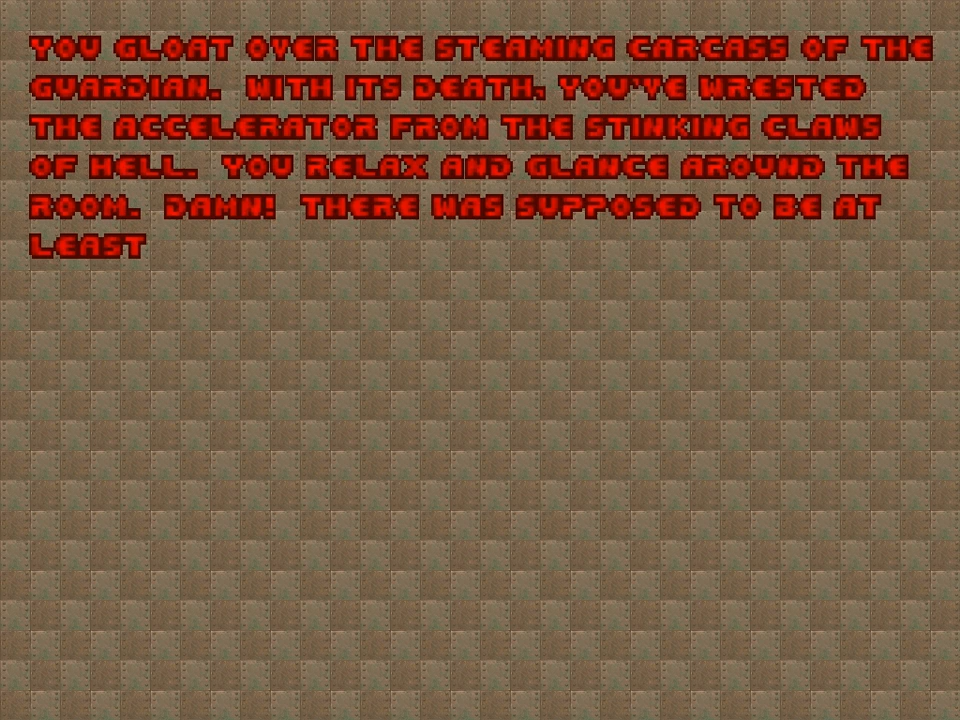 YOU GLOAT OVER THE STEAMING CARCASS OF THE
GUARDIAN.  WITH ITS DEATH, YOU'VE WRESTED
THE ACCELERATOR FROM THE STINKING CLAWS
OF HELL.  YOU RELAX AND GLANCE AROUND THE
ROOM.  DAMN!  THERE WAS SUPPOSED TO BE AT
LEAST